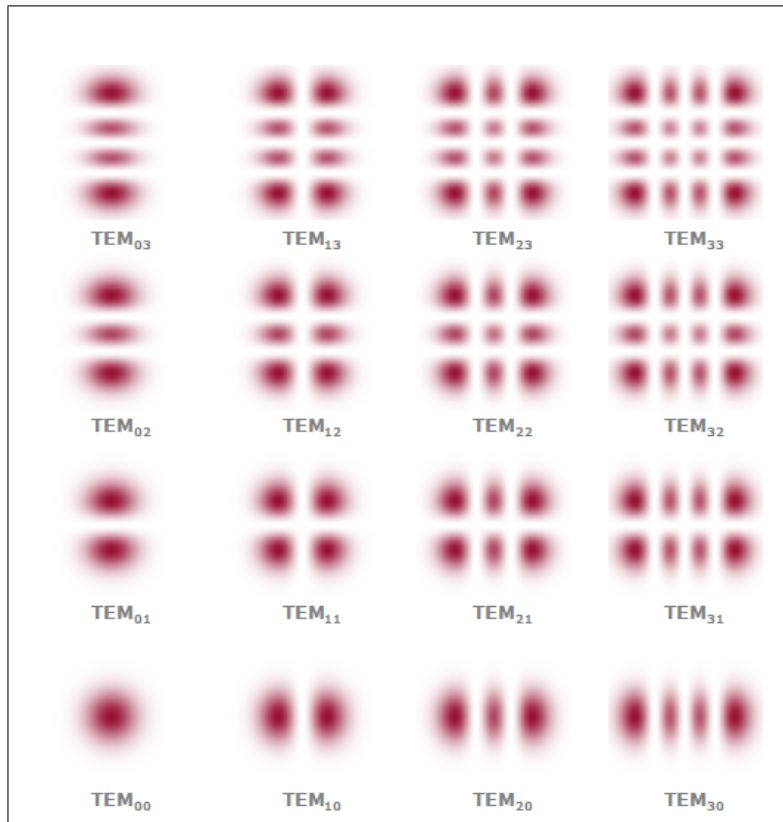 TEM₀₃ TEM₁₃ TEM₂₃ TEM₃₃
TEM₀₂ TEM₁₂ TEM₂₂ TEM₃₂
TEM₀₁ TEM₁₁ TEM₂₁ TEM₃₁
TEM₀₀ TEM₁₀ TEM₂₀ TEM₃₀